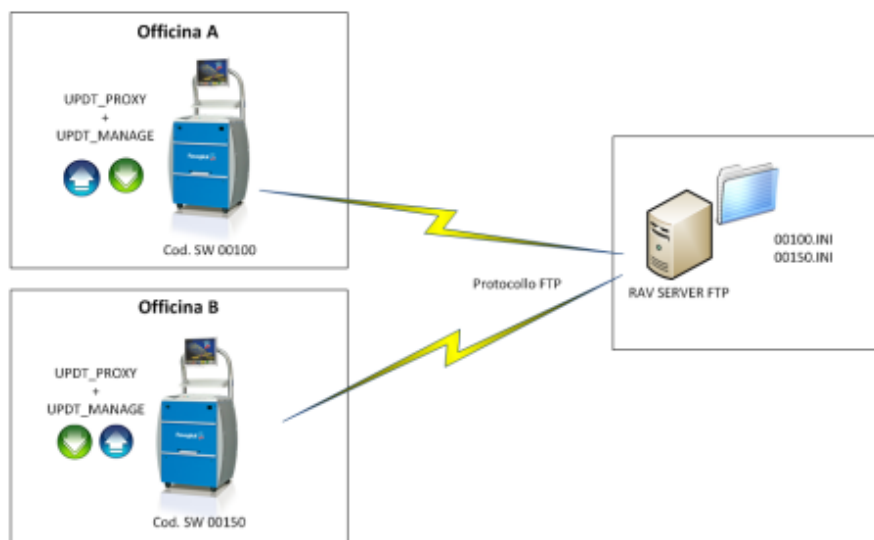 Officina A
UPDT_PROXY
+
UPDT_MANAGE
Cod. SW 00100
Officina B
UPDT_PROXY
+
UPDT_MANAGE
Cod. SW 00150
Protocollo FTP
00100.INI
00150.INI
RAV SERVER FTP